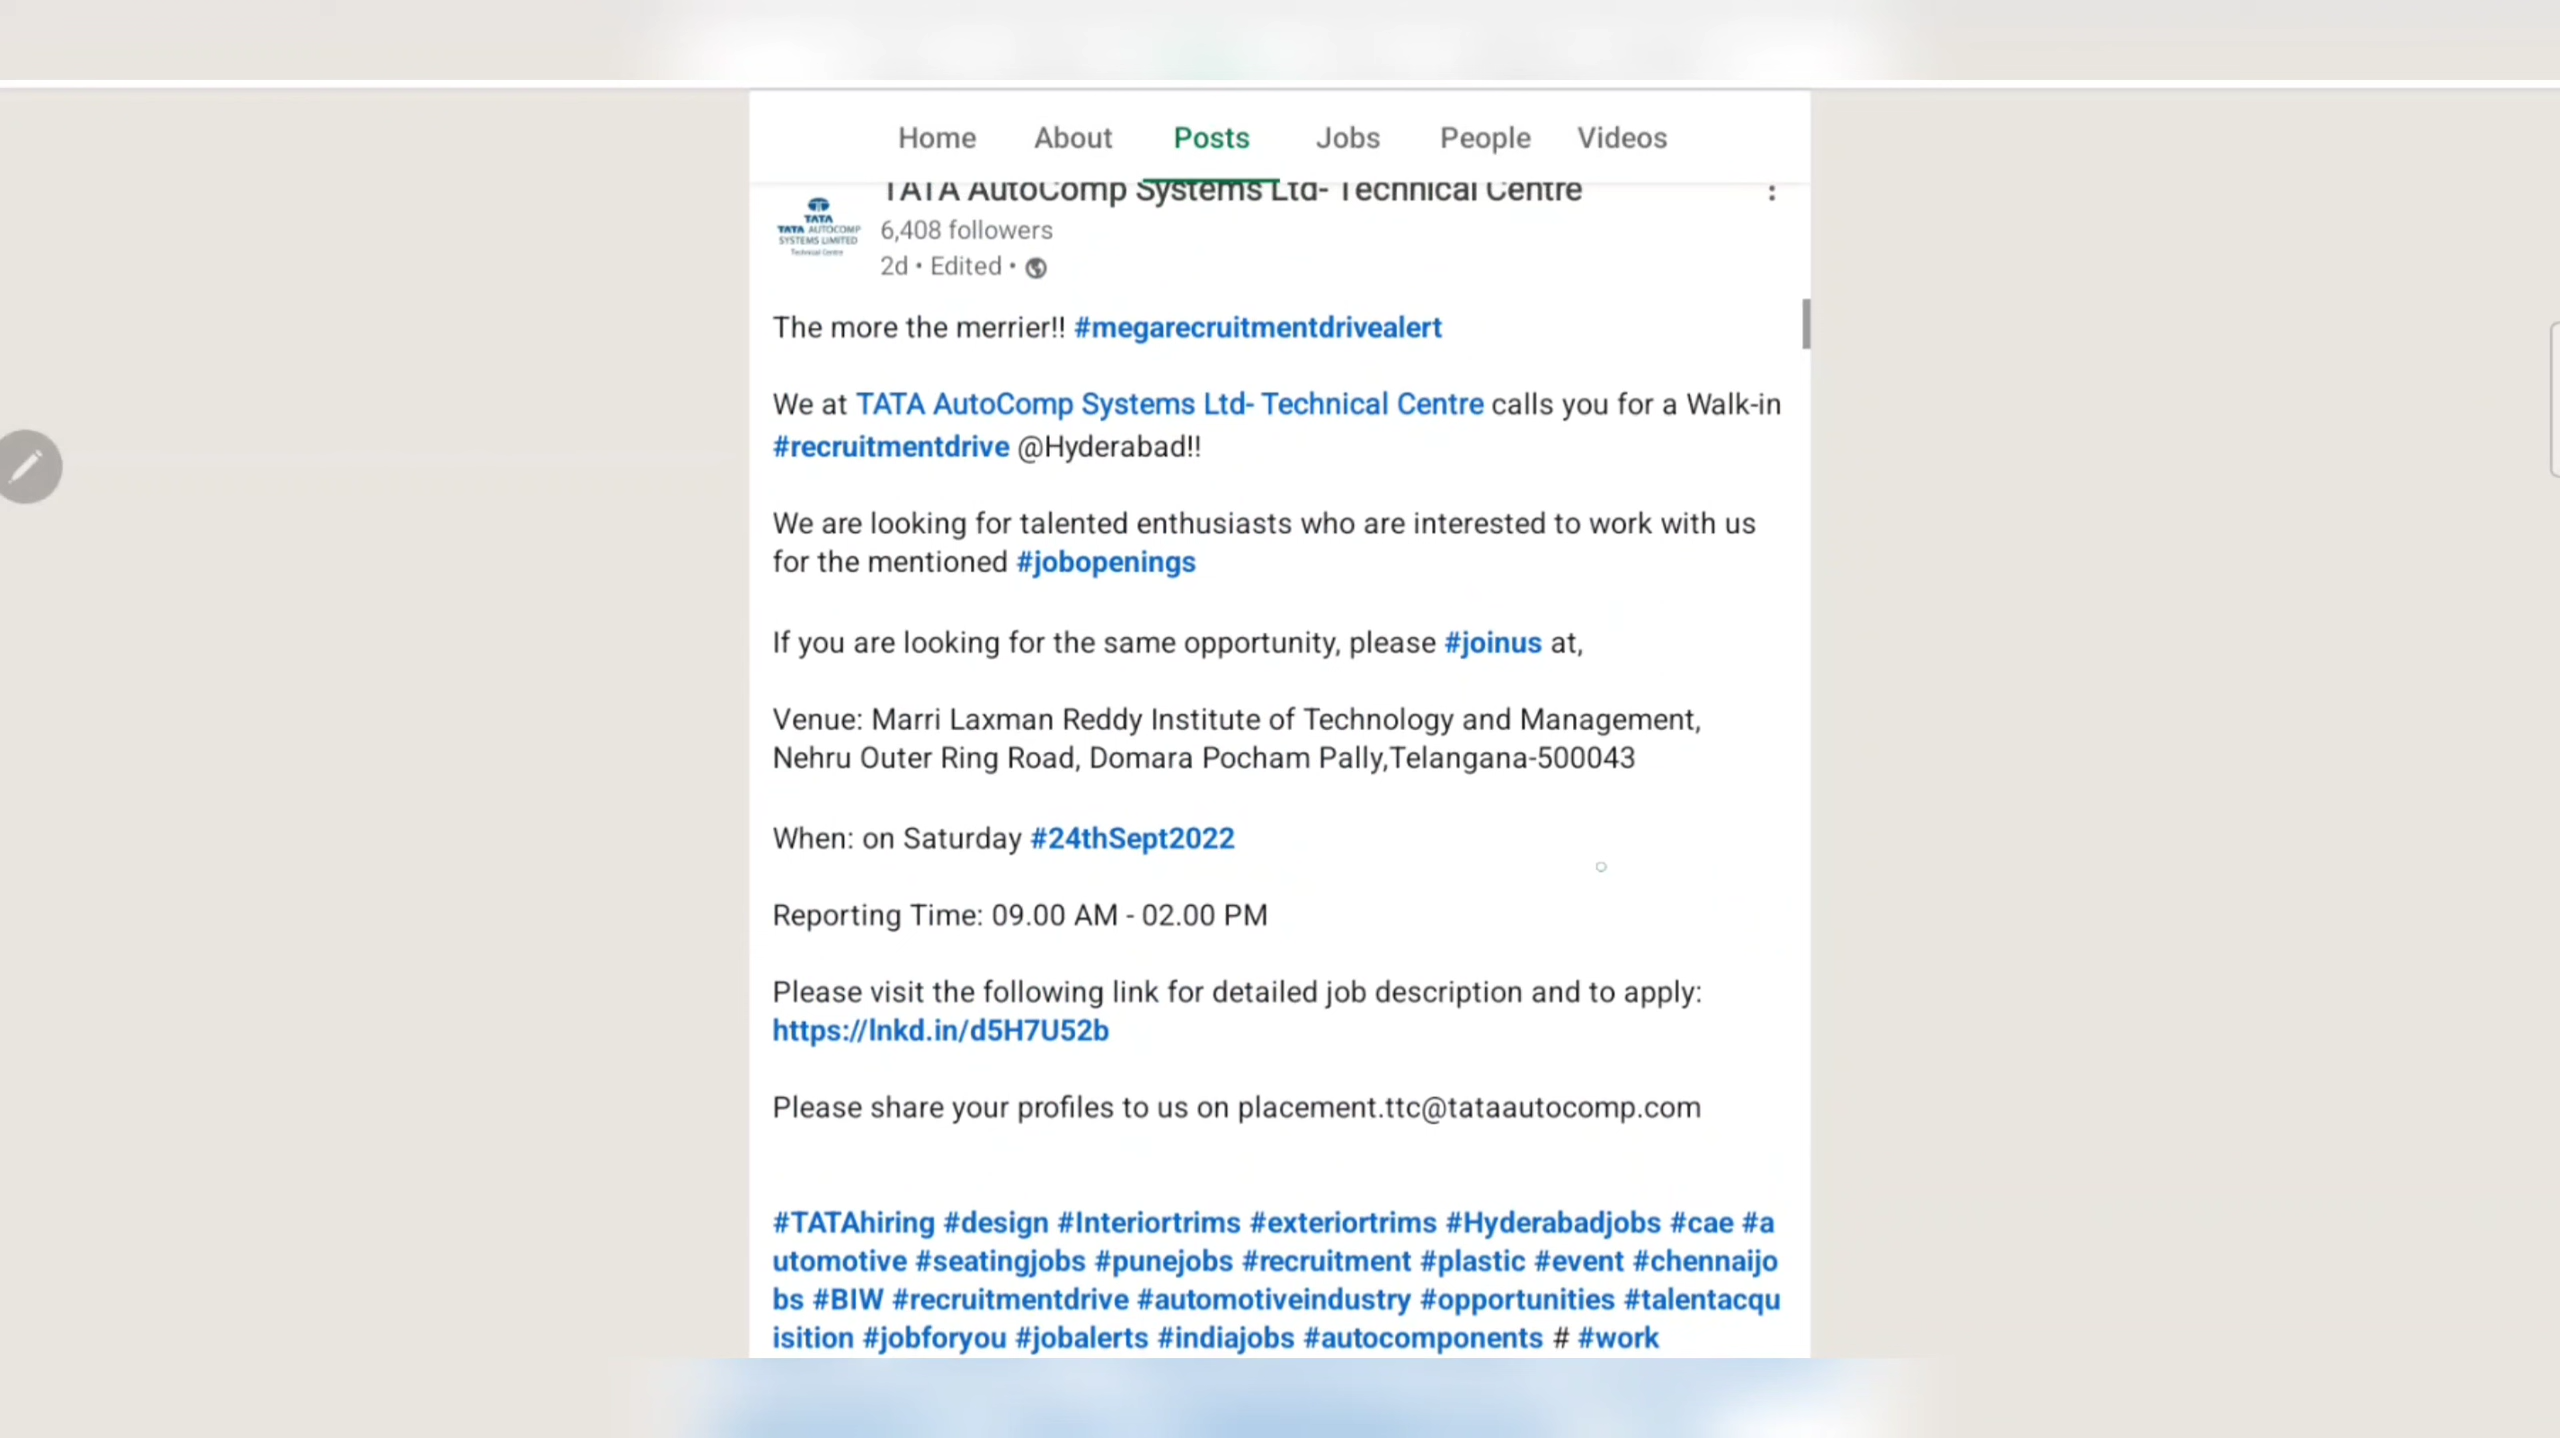 Home About Posts Jobs People Videos
TATA AutoComp Systems Ltd- Technical Centre
TATA
TATA AUTOCOMP
SYSTEMS LIMITED
Technical Centre
6,408 followers
2d • Edited •
The more the merrier!! #megarecruitmentdrivealert
We at TATA AutoComp Systems Ltd- Technical Centre calls you for a Walk-in
#recruitmentdrive @Hyderabad!!
We are looking for talented enthusiasts who are interested to work with us
for the mentioned #jobopenings
If you are looking for the same opportunity, please #joinus at,
Venue: Marri Laxman Reddy Institute of Technology and Management,
Nehru Outer Ring Road, Domara Pocham Pally,Telangana-500043
When: on Saturday #24thSept2022
Reporting Time: 09.00 AM - 02.00 PM
Please visit the following link for detailed job description and to apply:
https://lnkd.in/d5H7U52b
Please share your profiles to us on placement.ttc@tataautocomp.com
#TATAhiring #design #Interiortrims #exteriortrims #Hyderabadjobs #cae #a
utomotive #seatingjobs #punejobs #recruitment #plastic #event #chennaijo
bs #BIW #recruitmentdrive #automotiveindustry #opportunities #talentacqu
isition #jobforyou #jobalerts #indiajobs #autocomponents # #work